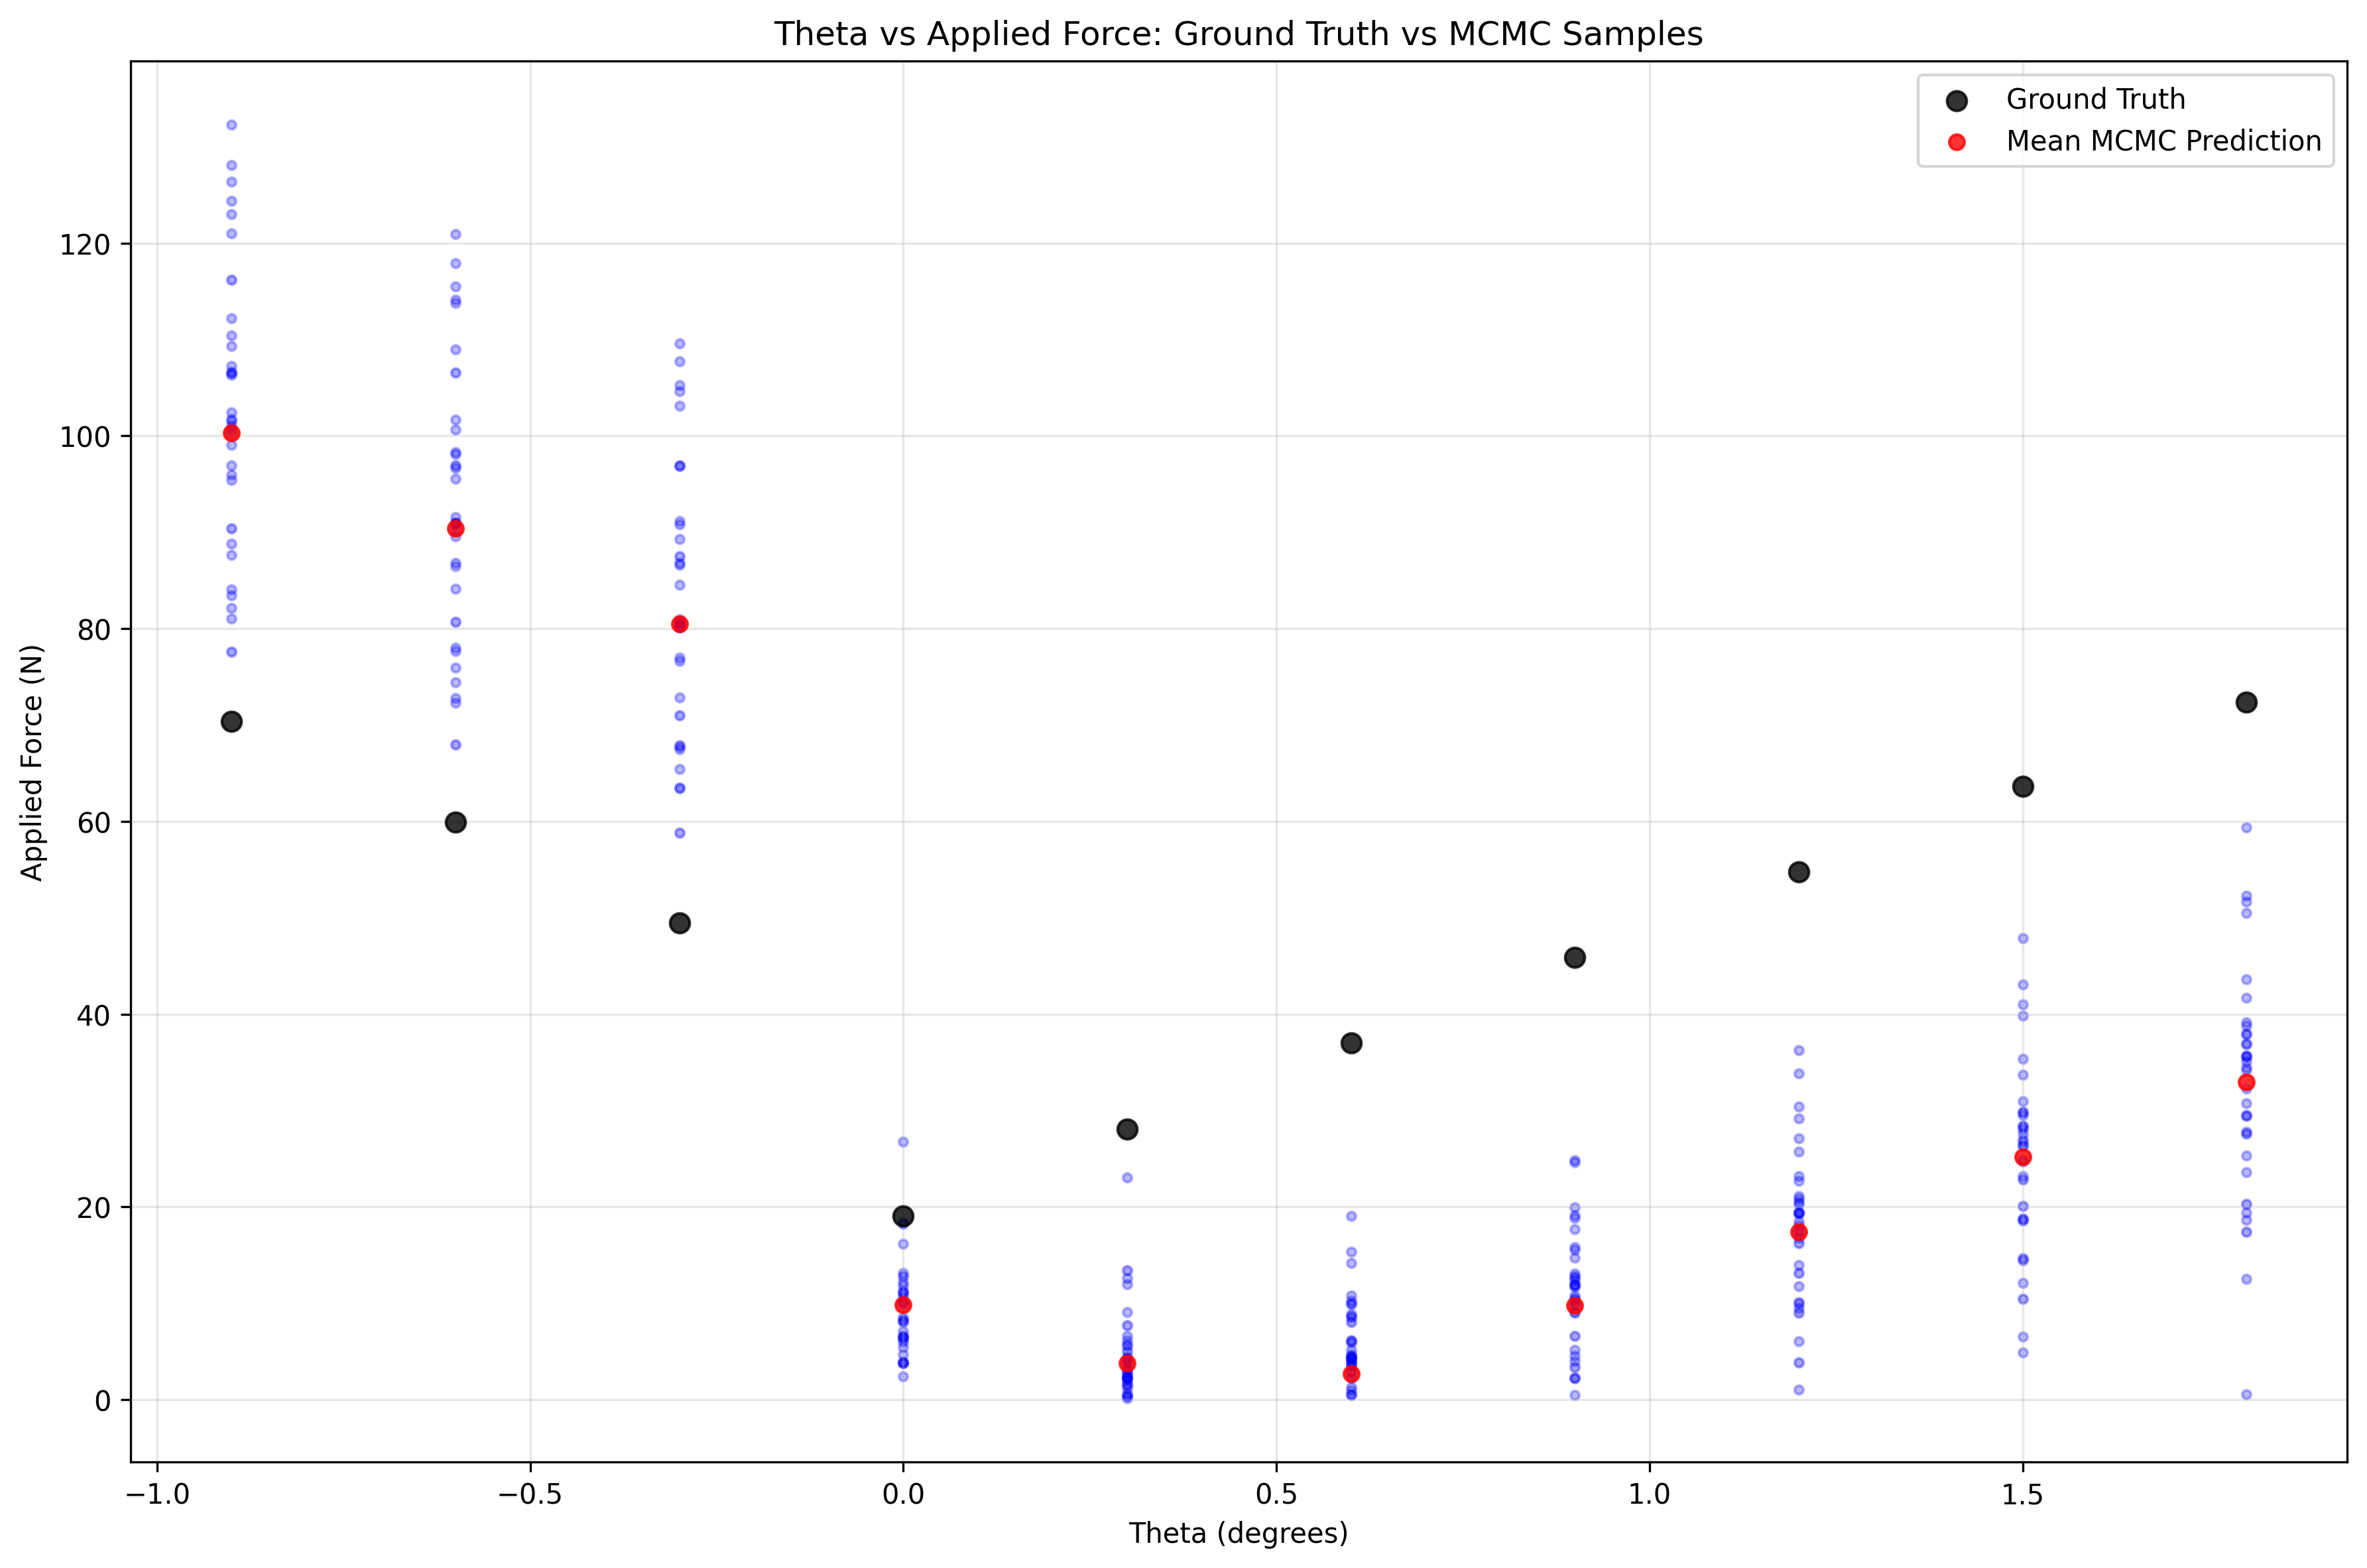 Theta vs Applied Force: Ground Truth vs MCMC Samples
Ground Truth
Mean MCMC Prediction
Applied Force (N)
120
100
80
60
40
20
0
−1.0 −0.5 0.0 0.5 1.0 1.5
Theta (degrees)